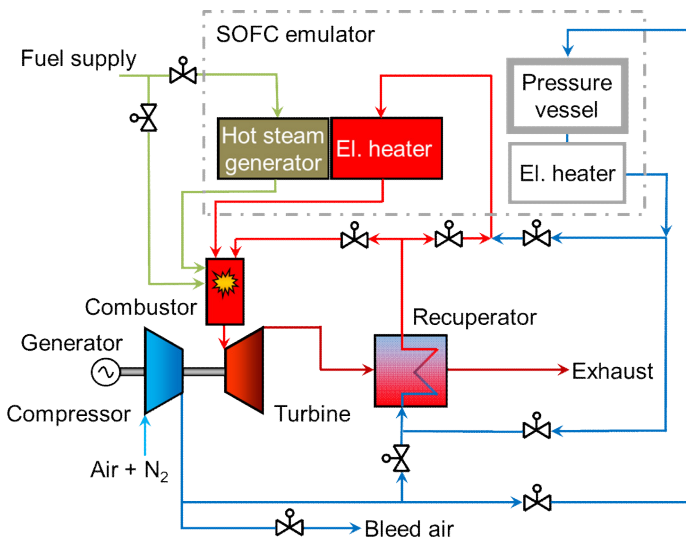 SOFC emulator
Fuel supply
Pressure
vessel
Hot steam
generator
El. heater
El. heater
Combustor
Recuperator
Generator
Exhaust
Compressor
Turbine
Air + N₂
Bleed air